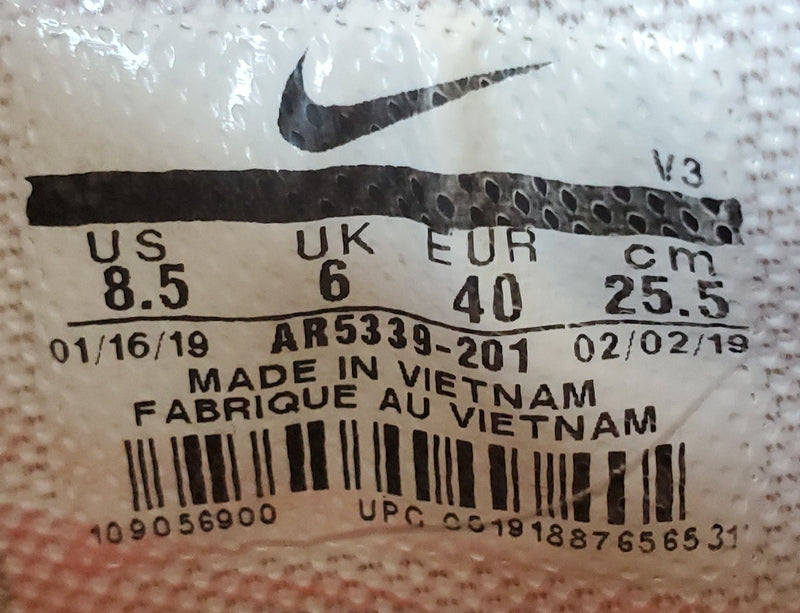 V3
US UK EUR cm
8.5 6 40 25.5
01/16/19 AR5339-201 02/02/19
MADE IN VIETNAM
FABRIQUE AU VIETNAM
109056900 UPC